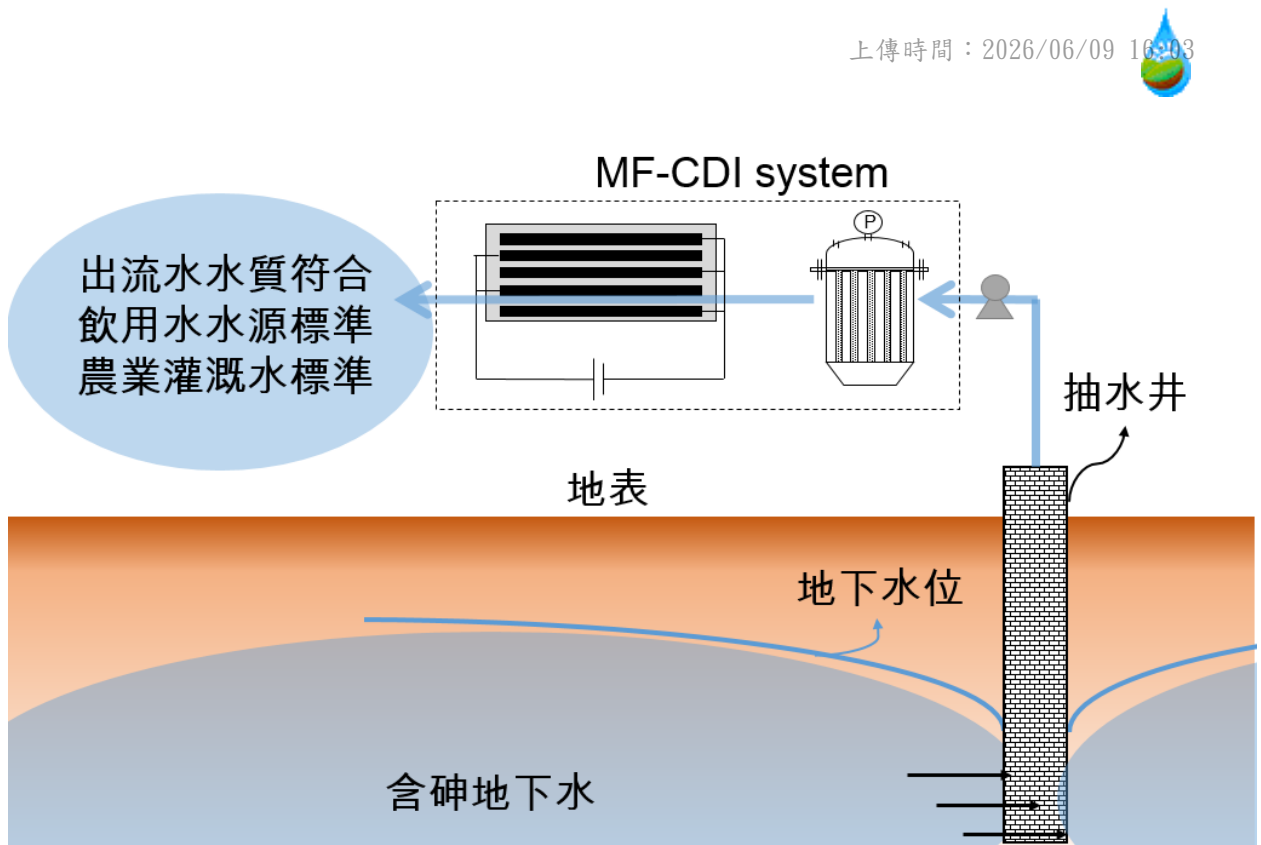 上傳時間：2026/06/09 16:03
MF-CDI system
P
出流水水質符合
飲用水水源標準
農業灌溉水標準
抽水井
地表
地下水位
含砷地下水